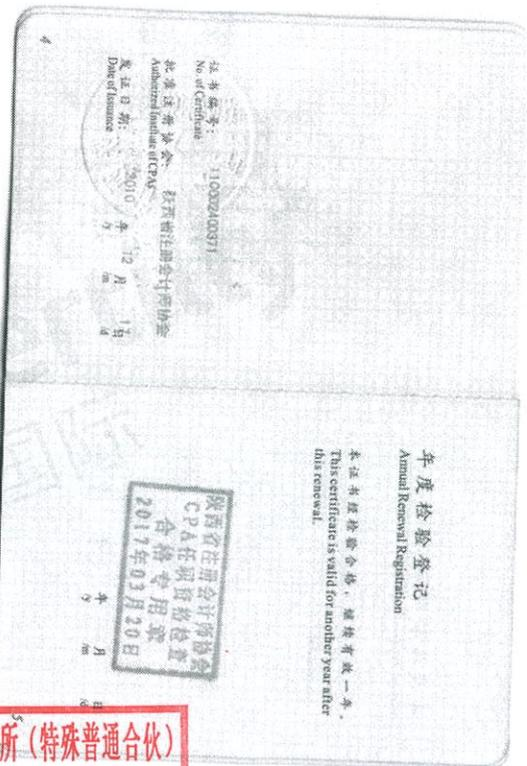 证书编号： 110002400371
No. of Certificate
批准注册协会： 陕西省注册会计师协会
Authorized Institute of CPAs
发证日期： 2010 年 12 月 17 日
Date of Issuance /y /m /d
4
年度检验登记
Annual Renewal Registration
本证书经检验合格，继续有效一年。
This certificate is valid for another year after
this renewal.
陕西省注册会计师协会
CPA任职资格检查
合格专用章
2017年03月20日
年 月 日
/y /m /d
5
所（特殊普通合伙）